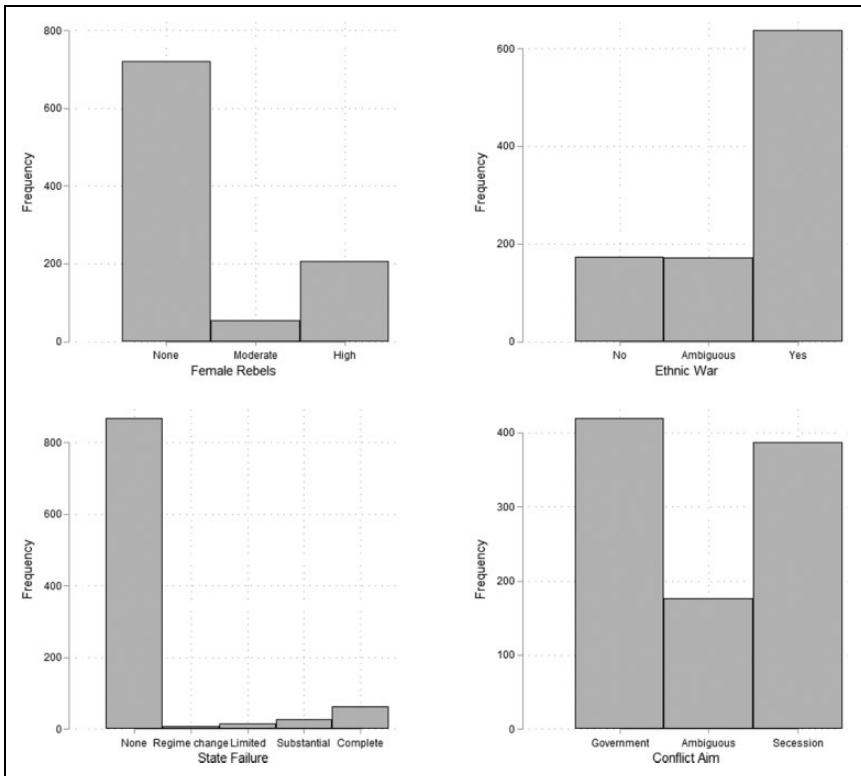 800
600
400
200
0
Frequency
None Moderate High
Female Rebels
600
400
200
0
Frequency
No Ambiguous Yes
Ethnic War
800
600
400
200
0
Frequency
None Regime change Limited Substantial Complete
State Failure
400
300
200
100
0
Frequency
Government Ambiguous Secession
Conflict Aim